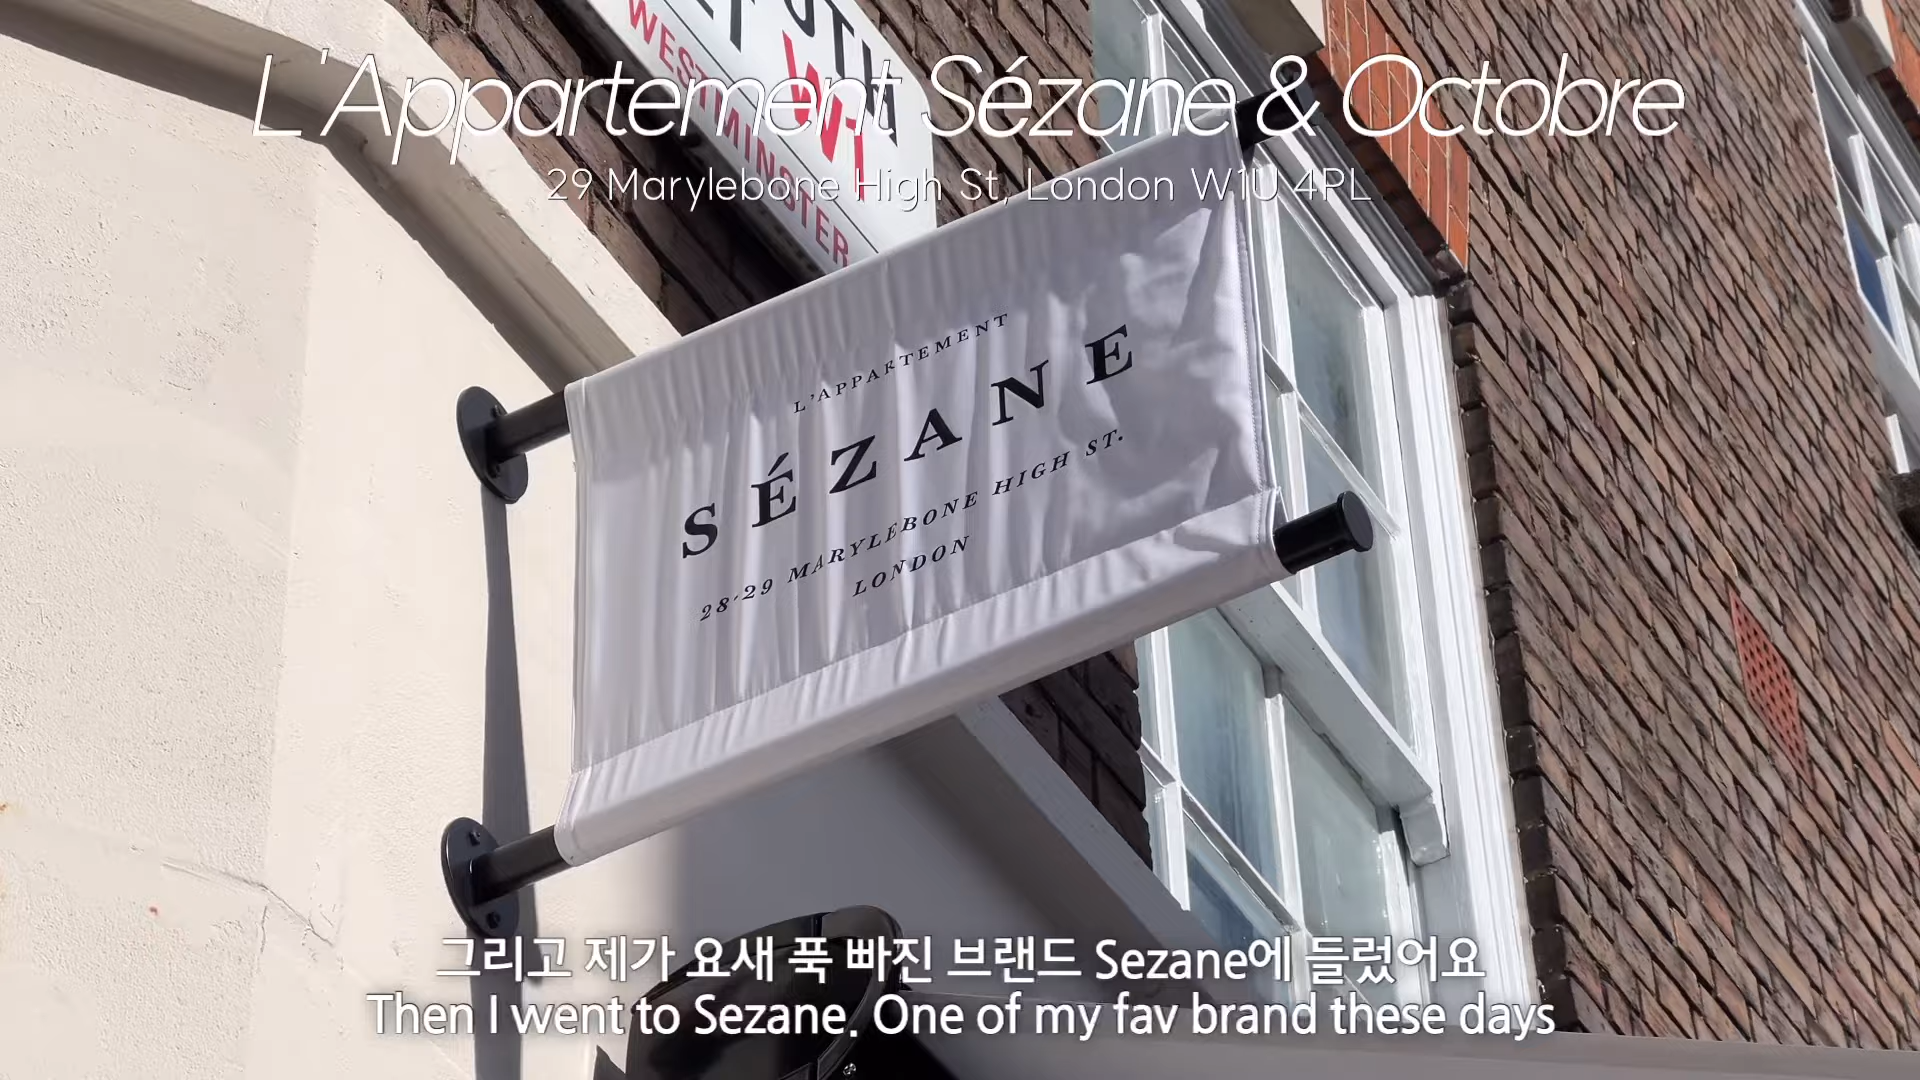 L'Appartement Sézane & Octobre
29 Marylebone High St, London W1U 4PL
W1
WESTMINSTER
L'APPARTEMENT
SÉZANE
28-29 MARYLEBONE HIGH ST.
LONDON
그리고 제가 요새 푹 빠진 브랜드 Sezane에 들렀어요
Then I went to Sezane. One of my fav brand these days